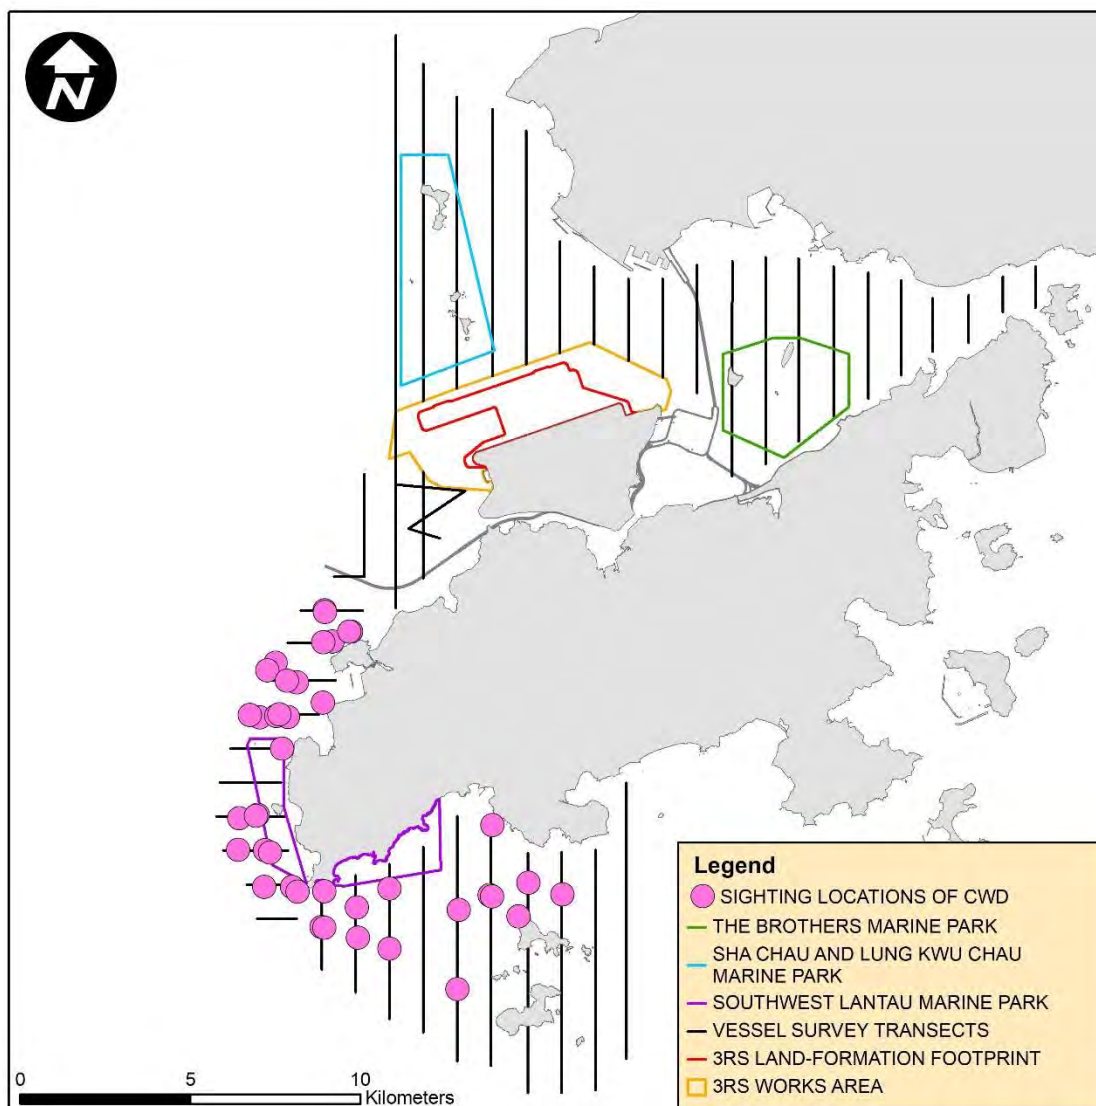 N
Legend
SIGHTING LOCATIONS OF CWD
THE BROTHERS MARINE PARK
SHA CHAU AND LUNG KWU CHAU
MARINE PARK
SOUTHWEST LANTAU MARINE PARK
VESSEL SURVEY TRANSECTS
3RS LAND-FORMATION FOOTPRINT
3RS WORKS AREA
0 5 10
Kilometers